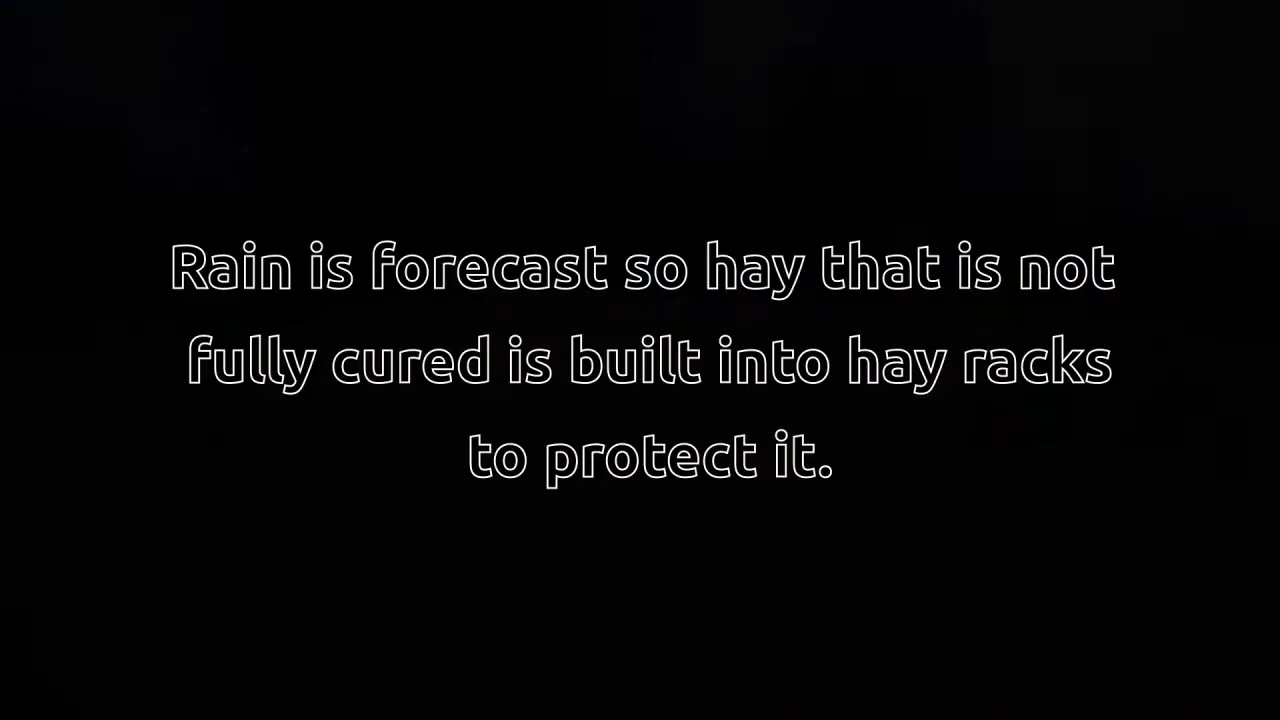 Rain is forecast so hay that is not
fully cured is built into hay racks
to protect it.